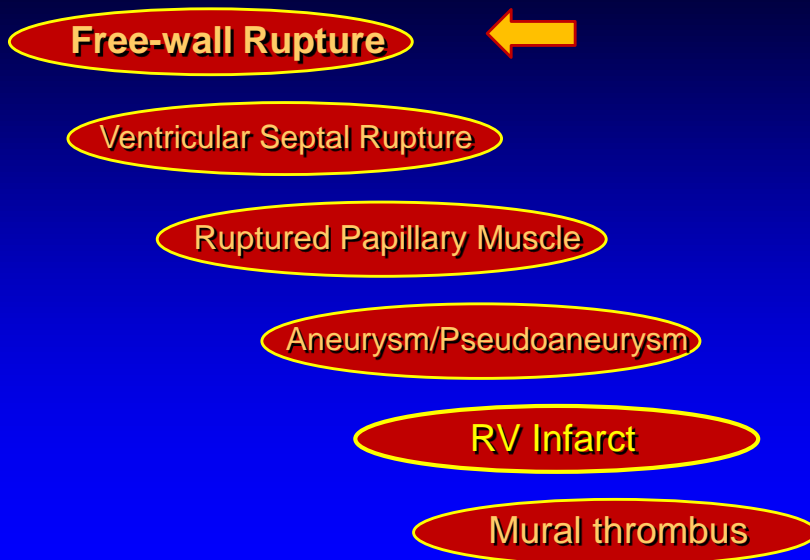 Free-wall Rupture
Ventricular Septal Rupture
Ruptured Papillary Muscle
Aneurysm/Pseudoaneurysm
RV Infarct
Mural thrombus